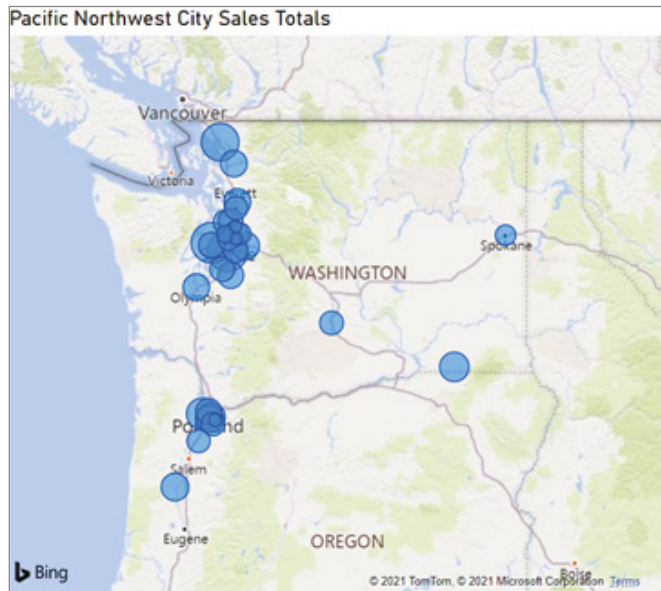 Pacific Northwest City Sales Totals
Vancouver
Victoria
Spokane
WASHINGTON
Olympia
Salem
Eugene
OREGON
Boise
Bing
© 2021 TomTom, © 2021 Microsoft Corporation Terms